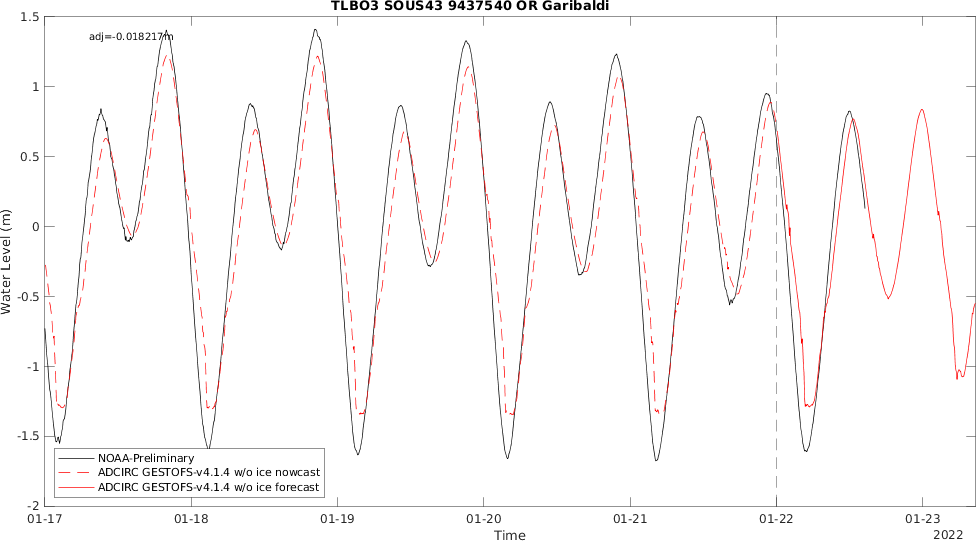 TLBO3 SOUS43 9437540 OR Garibaldi
adj=-0.018217m
1.5
1
0.5
0
-0.5
-1
-1.5
-2
Water Level (m)
NOAA-Preliminary
ADCIRC GESTOFS-v4.1.4 w/o ice nowcast
ADCIRC GESTOFS-v4.1.4 w/o ice forecast
01-17 01-18 01-19 01-20 01-21 01-22 01-23
Time
2022